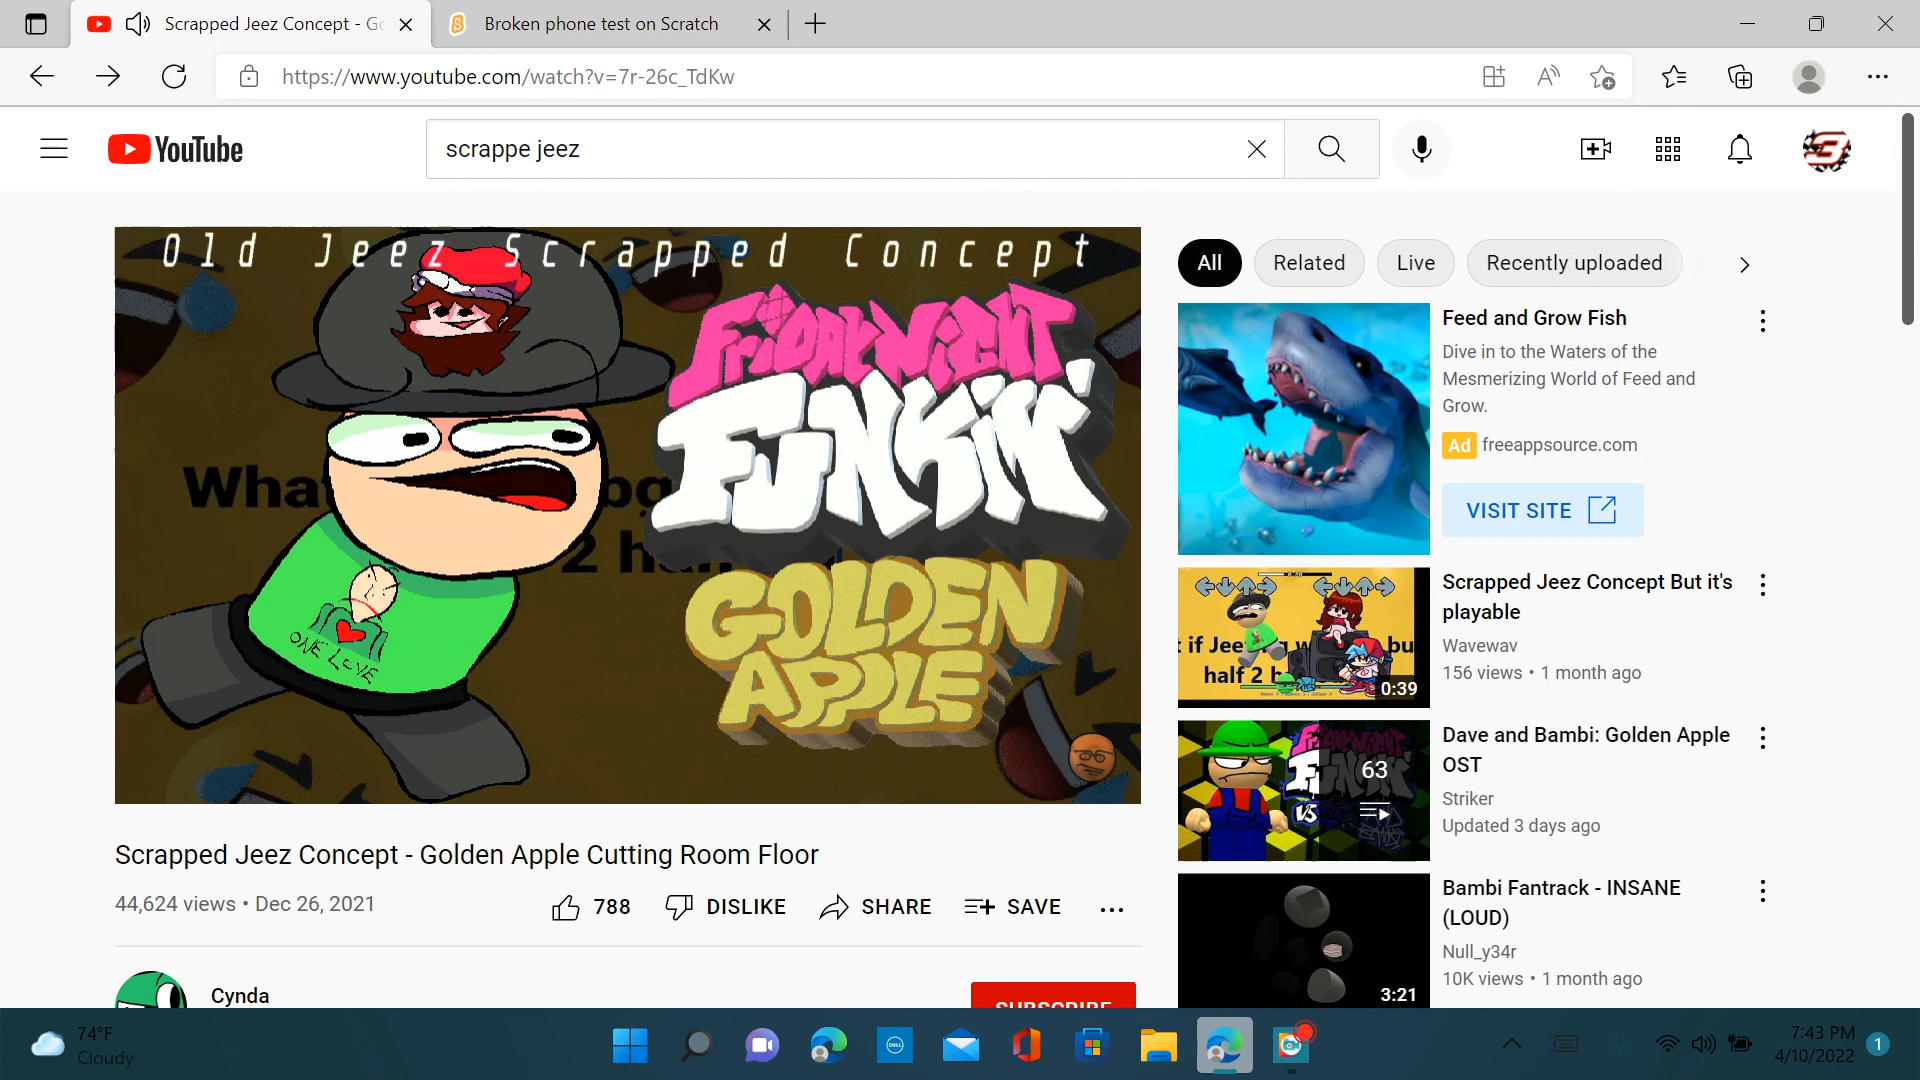 Scrapped Jeez Concept - Go
Broken phone test on Scratch
https://www.youtube.com/watch?v=7r-26c_TdKw
YouTube
scrappe jeez
Old Jeez Scrapped Concept
FRIDAY NIGHT
FUNKIN'
GOLDEN
APPLE
ONE LOVE
All
Related
Live
Recently uploaded
Feed and Grow Fish
Dive in to the Waters of the
Mesmerizing World of Feed and
Grow.
Ad freeappsource.com
VISIT SITE
Scrapped Jeez Concept But it's
playable
Wavewav
156 views • 1 month ago
0:39
Dave and Bambi: Golden Apple
OST
Striker
Updated 3 days ago
63
VS
Bambi Fantrack - INSANE
(LOUD)
Null_y34r
10K views • 1 month ago
3:21
Scrapped Jeez Concept - Golden Apple Cutting Room Floor
44,624 views • Dec 26, 2021
788
DISLIKE
SHARE
SAVE
Cynda
SUBSCRIBE
74°F
Cloudy
DELL
7:43 PM
4/10/2022
1